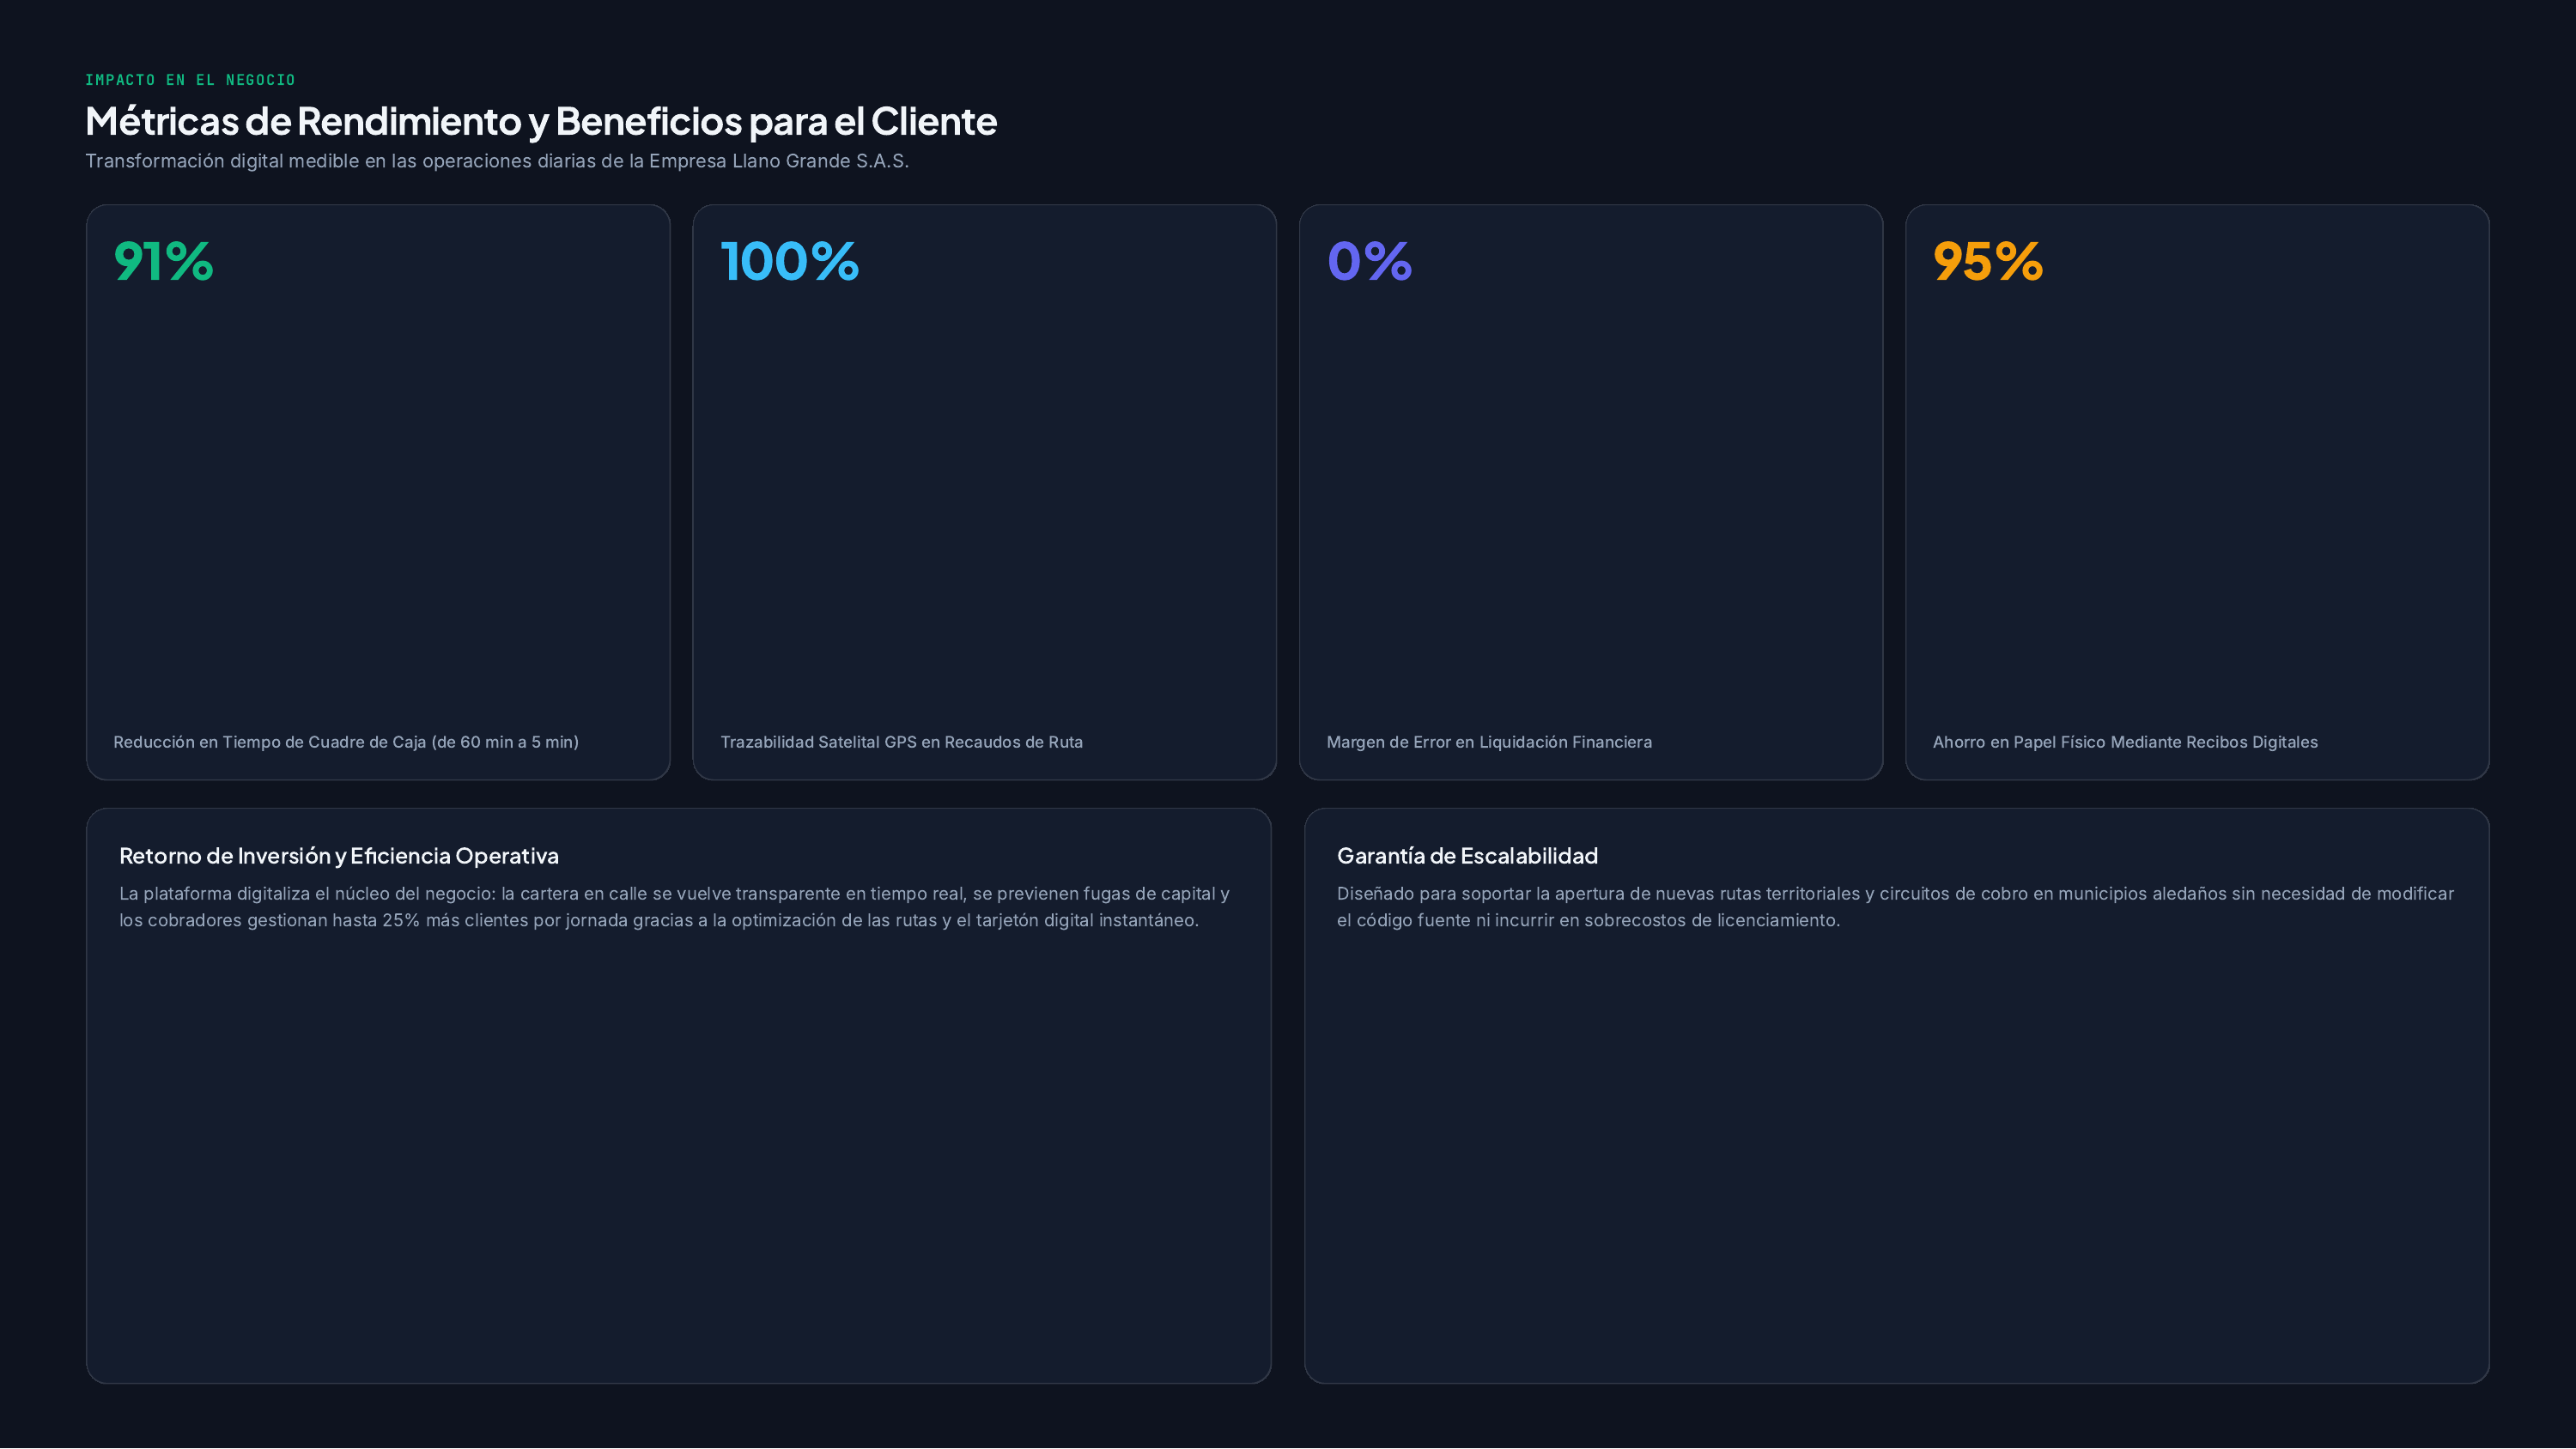 IMPACTO EN EL NEGOCIO
Métricas de Rendimiento y Beneficios para el Cliente
Transformación digital medible en las operaciones diarias de la Empresa Llano Grande S.A.S.
91%
Reducción en Tiempo de Cuadre de Caja (de 60 min a 5 min)
100%
Trazabilidad Satelital GPS en Recaudos de Ruta
0%
Margen de Error en Liquidación Financiera
95%
Ahorro en Papel Físico Mediante Recibos Digitales
Retorno de Inversión y Eficiencia Operativa
La plataforma digitaliza el núcleo del negocio: la cartera en calle se vuelve transparente en tiempo real, se previenen fugas de capital y
los cobradores gestionan hasta 25% más clientes por jornada gracias a la optimización de las rutas y el tarjetón digital instantáneo.
Garantía de Escalabilidad
Diseñado para soportar la apertura de nuevas rutas territoriales y circuitos de cobro en municipios aledaños sin necesidad de modificar
el código fuente ni incurrir en sobrecostos de licenciamiento.